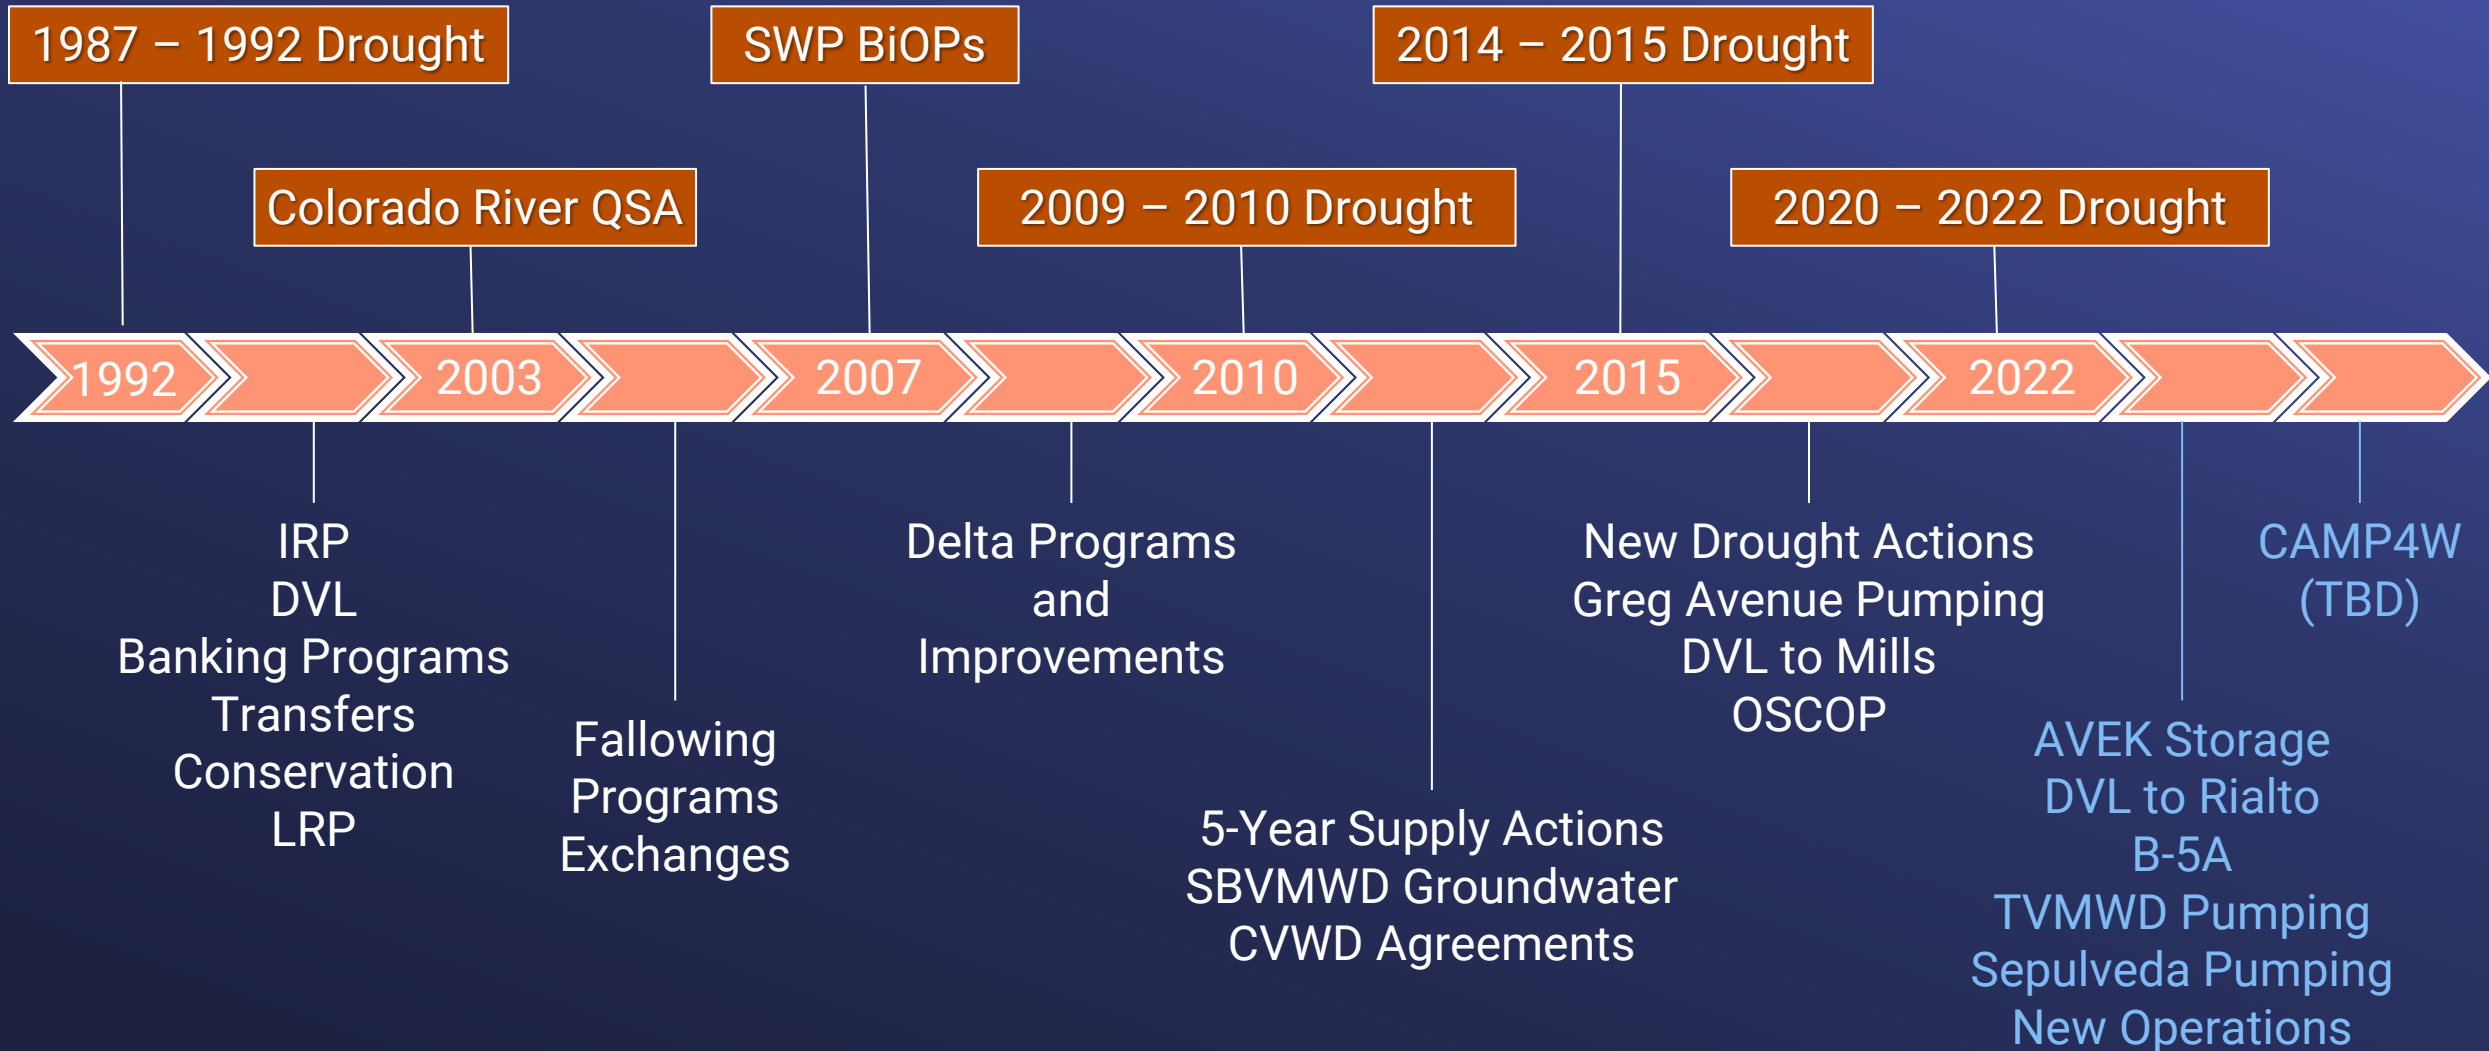 1987 – 1992 Drought
SWP BiOPs
2014 – 2015 Drought
Colorado River QSA
2009 – 2010 Drought
2020 – 2022 Drought
1992
2003
2007
2010
2015
2022
IRP
DVL
Banking Programs
Transfers
Conservation
LRP
Fallowing
Programs
Exchanges
Delta Programs
and
Improvements
5-Year Supply Actions
SBVMWD Groundwater
CVWD Agreements
New Drought Actions
Greg Avenue Pumping
DVL to Mills
OSCOP
AVEK Storage
DVL to Rialto
B-5A
TVMWD Pumping
Sepulveda Pumping
New Operations
CAMP4W
(TBD)